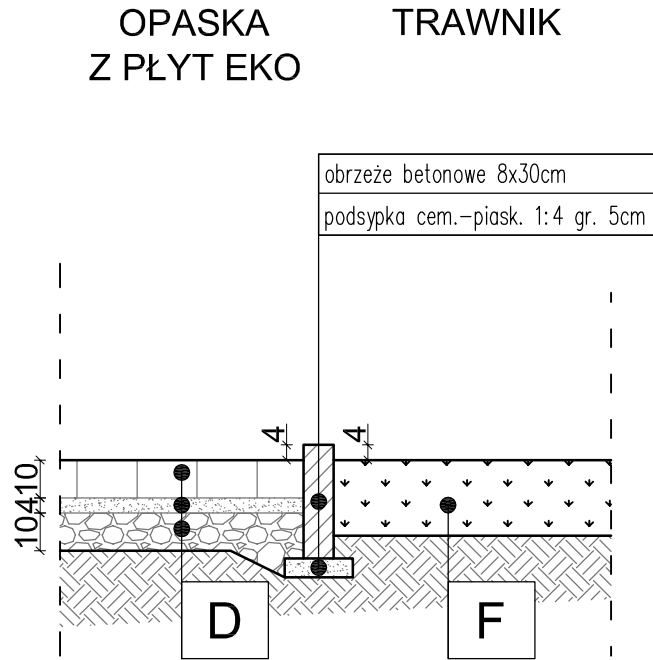 OPASKA
Z PŁYT EKO
TRAWNIK
obrzeże betonowe 8x30cm
podsypka cem.-piask. 1:4 gr. 5cm
4
4
10
4
10
D
F